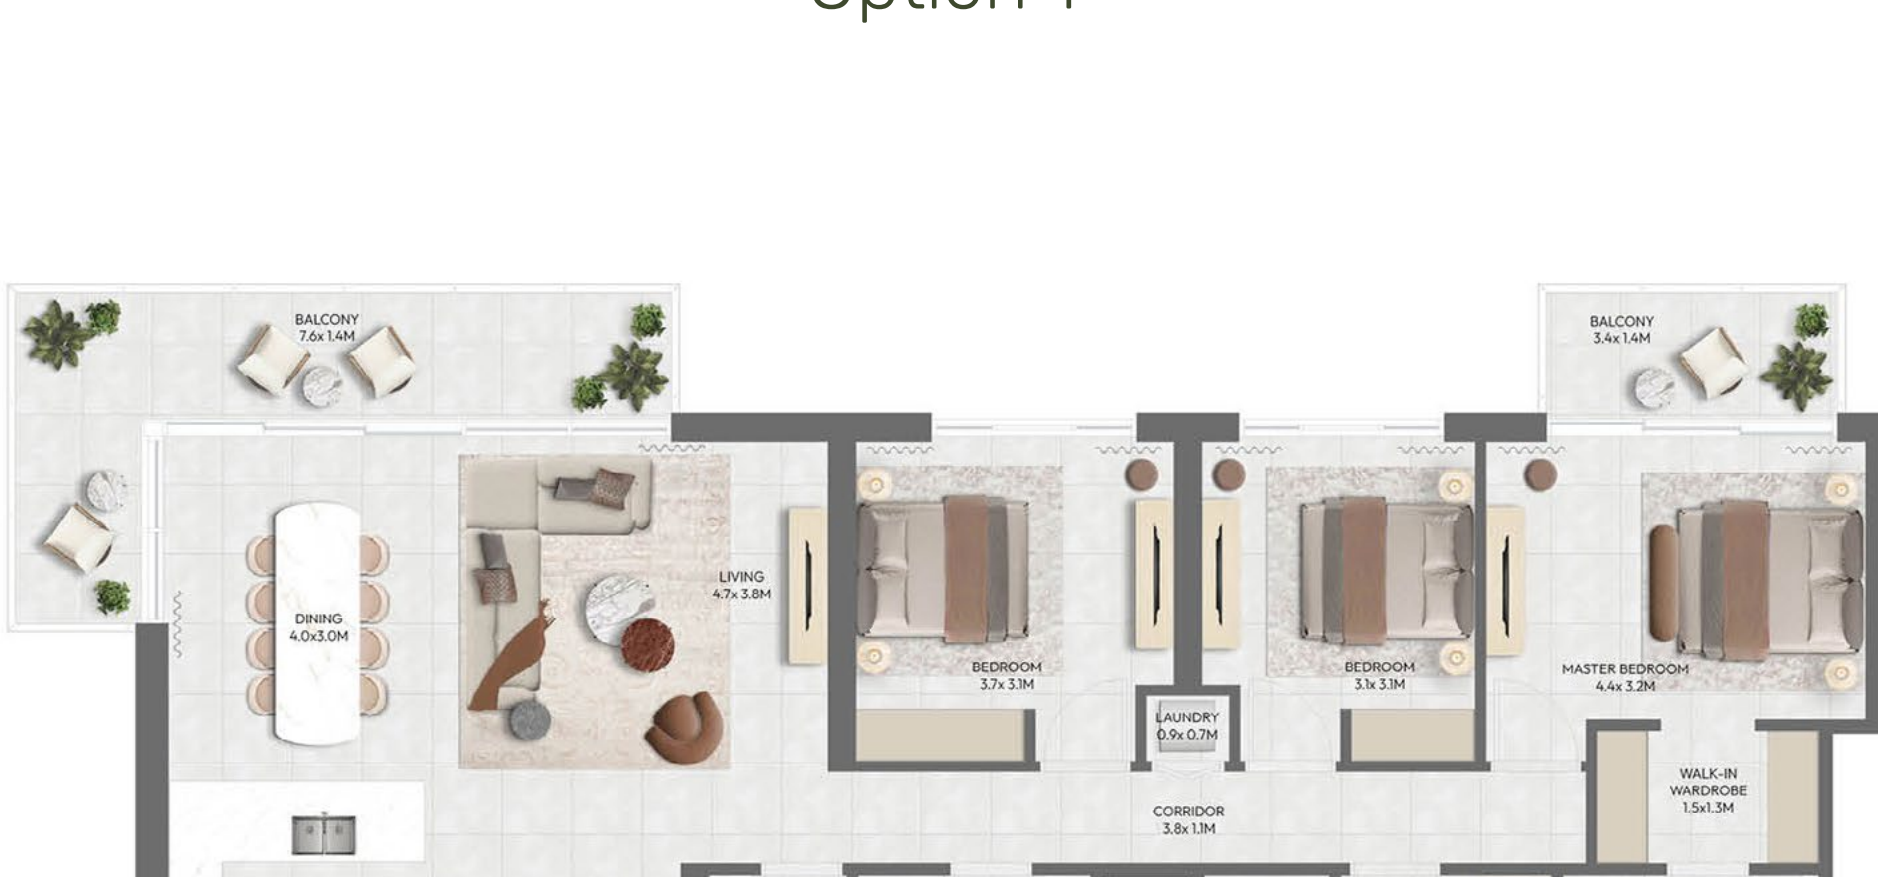 BALCONY
7.6x 1.4M
BALCONY
3.4x 1.4M
LIVING
4.7x 3.8M
DINING
4.0x3.0M
BEDROOM
3.7x 3.1M
BEDROOM
3.1x 3.1M
MASTER BEDROOM
4.4x 3.2M
LAUNDRY
0.9x 0.7M
WALK-IN
WARDROBE
1.5x1.3M
CORRIDOR
3.8x 1.1M